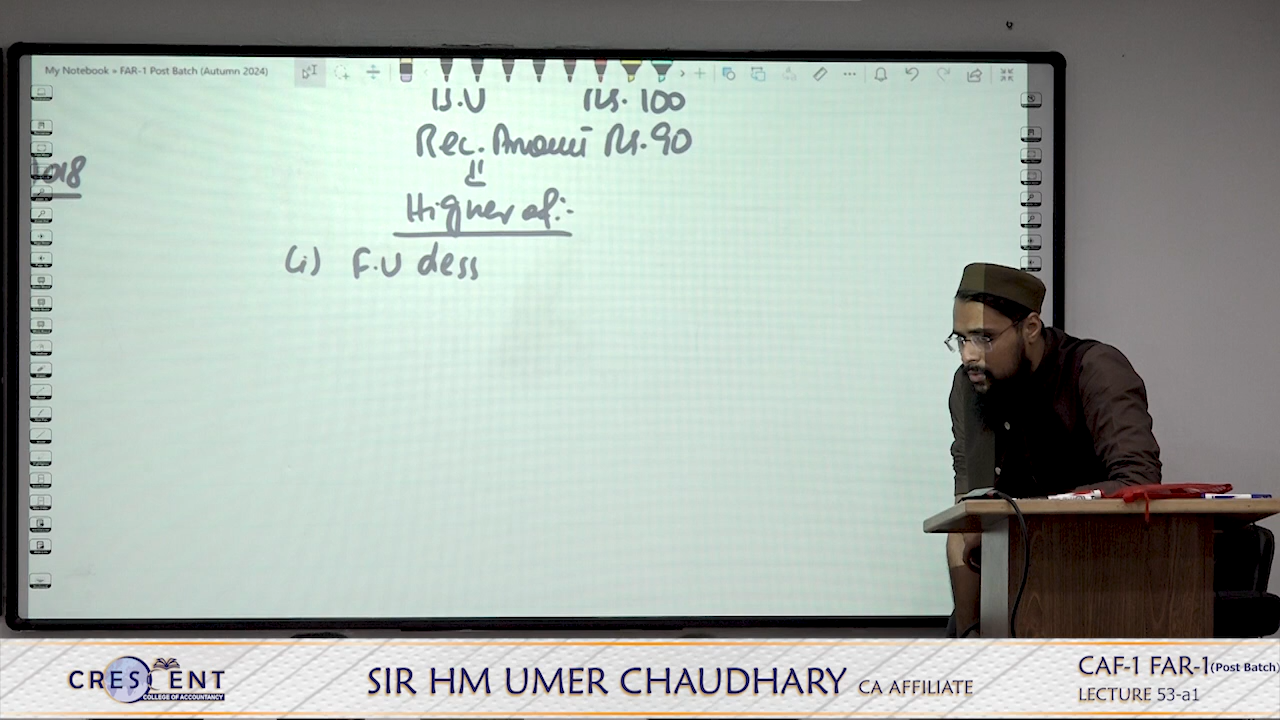 My Notebook » FAR-1 Post Batch (Autumn 2024)
B.V Rs. 100
Rec. Amount Rs. 90
2018
Higher of:-
(i) F.V less
CRESCENT
COLLEGE OF ACCOUNTANCY
SIR HM UMER CHAUDHARY CA AFFILIATE
CAF-1 FAR-1 (Post Batch)
LECTURE 53-a1